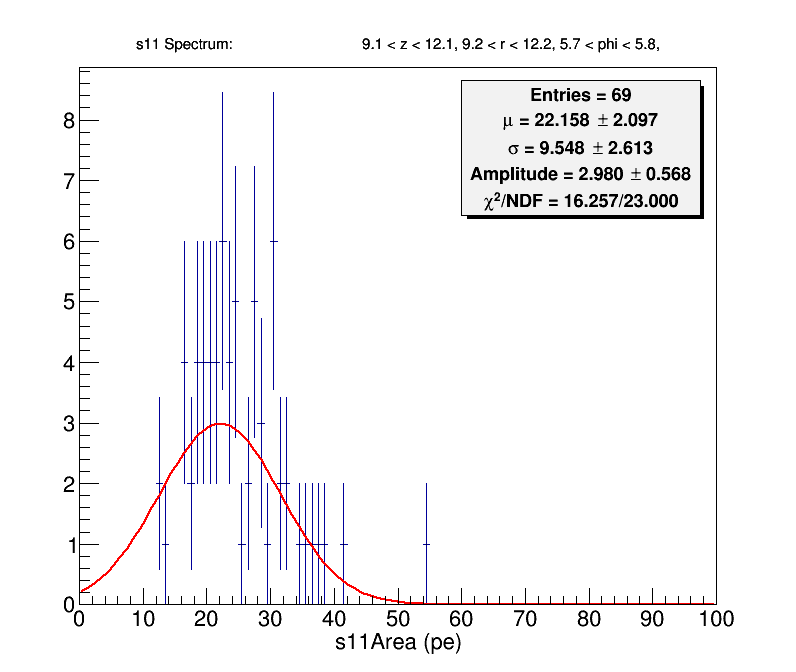 s11 Spectrum: 9.1 < z < 12.1, 9.2 < r < 12.2, 5.7 < phi < 5.8,
Entries = 69
μ = 22.158 ± 2.097
σ = 9.548 ± 2.613
Amplitude = 2.980 ± 0.568
χ²/NDF = 16.257/23.000
8
7
6
5
4
3
2
1
0
0 10 20 30 40 50 60 70 80 90 100
s11Area (pe)